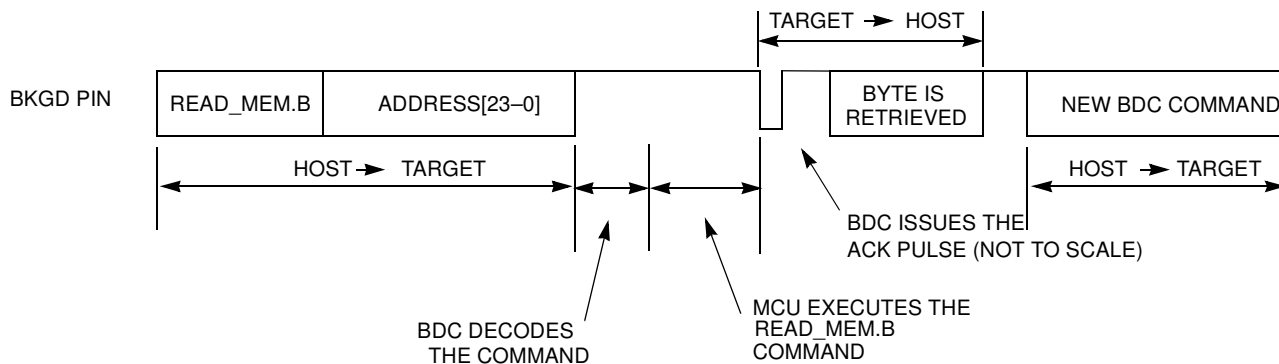 TARGET → HOST
BKGD PIN
READ_MEM.B
ADDRESS[23–0]
BYTE IS
RETRIEVED
NEW BDC COMMAND
HOST → TARGET
HOST → TARGET
BDC ISSUES THE
ACK PULSE (NOT TO SCALE)
BDC DECODES
THE COMMAND
MCU EXECUTES THE
READ_MEM.B
COMMAND